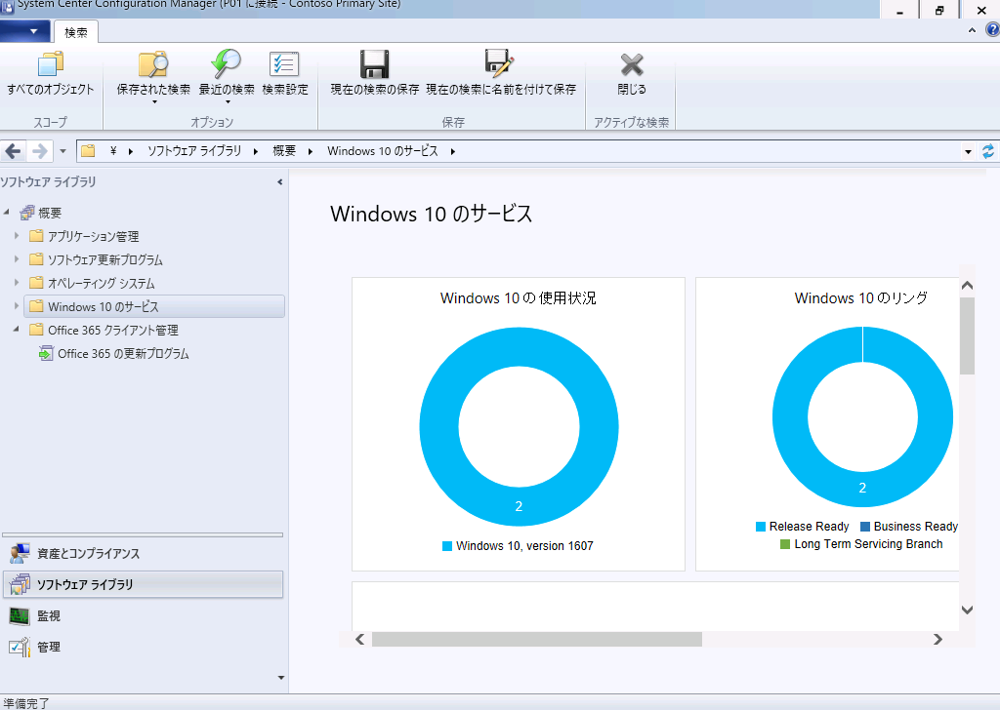 System Center Configuration Manager (P01 に接続 - Contoso Primary Site)
検索
すべてのオブジェクト
保存された検索
最近の検索
検索設定
現在の検索の保存
現在の検索に名前を付けて保存
閉じる
スコープ
オプション
保存
アクティブな検索
¥ ソフトウェア ライブラリ 概要 Windows 10 のサービス
ソフトウェア ライブラリ
概要
アプリケーション管理
ソフトウェア更新プログラム
オペレーティング システム
Windows 10 のサービス
Office 365 クライアント管理
Office 365 の更新プログラム
資産とコンプライアンス
ソフトウェア ライブラリ
監視
管理
Windows 10 のサービス
Windows 10 の使用状況
2
Windows 10, version 1607
Windows 10 のリング
2
Release Ready
Business Ready
Long Term Servicing Branch
準備完了